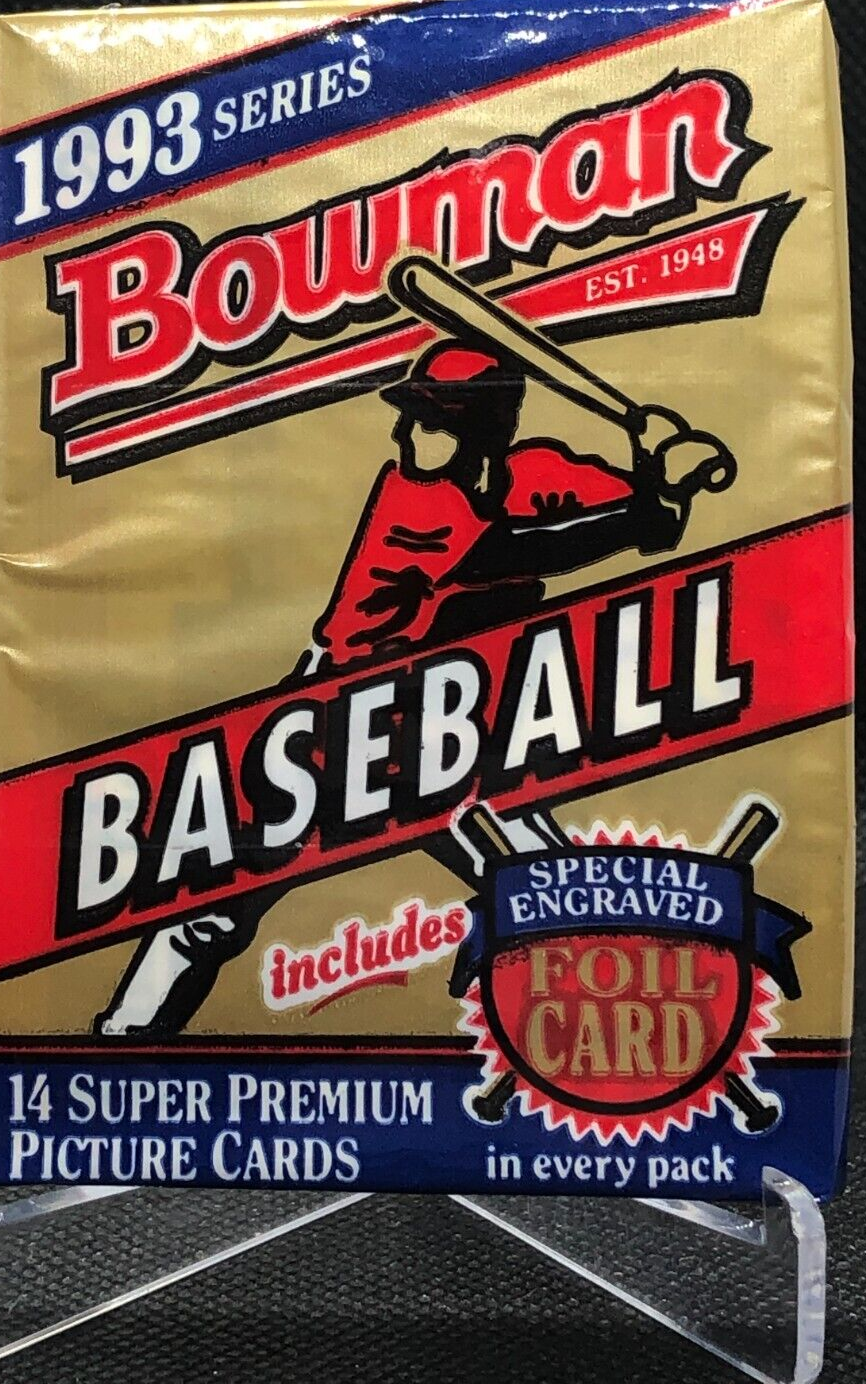 1993 SERIES
Bowman
EST. 1948
BASEBALL
includes
SPECIAL
ENGRAVED
FOIL
CARD
in every pack
14 SUPER PREMIUM
PICTURE CARDS